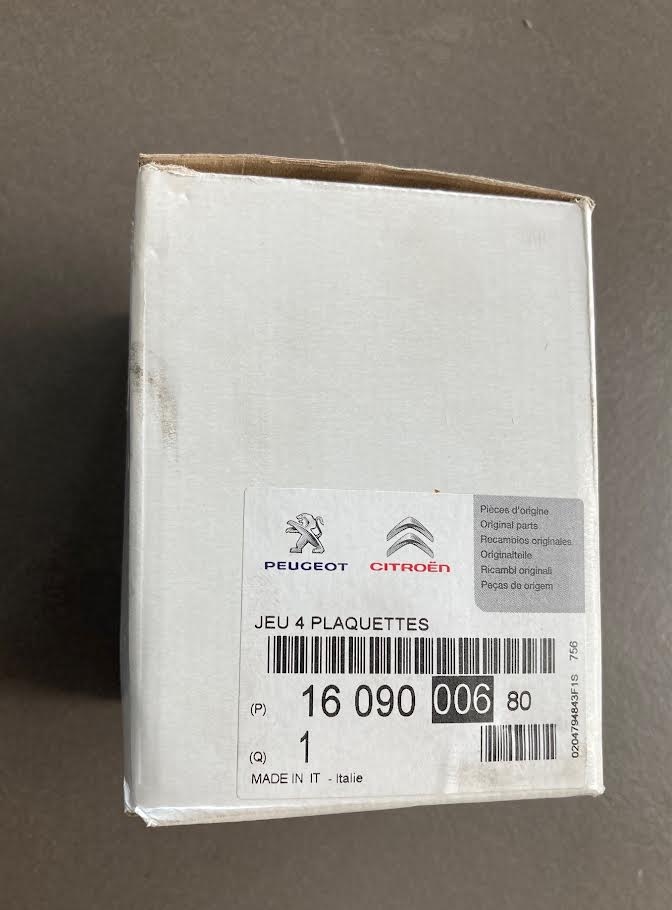 PEUGEOT
CITROËN
Pièces d'origine
Original parts
Recambios originales
Originalteile
Ricambi originali
Peças de origem
JEU 4 PLAQUETTES
(P) 16 090 006 80
(Q) 1
MADE IN IT - Italie
0204794843F1S 756